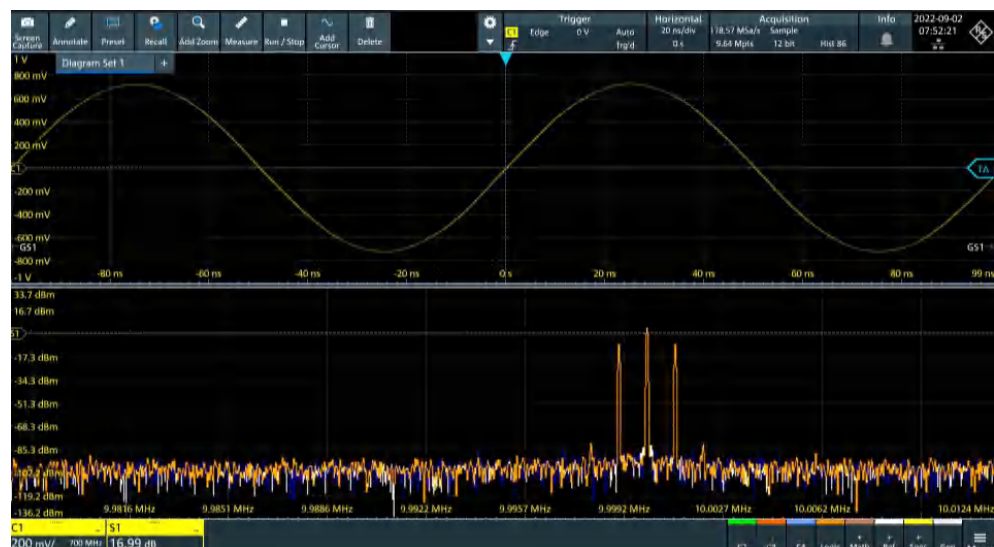 Trigger
Horizontal
Acquisition
Info
2022-09-02
07:52:21
Screen Capture
Annotate
Preset
Recall
Add Zoom
Measure
Run / Stop
Add Cursor
Delete
C1
Edge
0 V
Auto
Trg'd
20 ns/div
0 s
178.57 MSa/s
9.64 Mpts
Sample
12 bit
Hist 86
1 V
Diagram Set 1
+
800 mV
600 mV
400 mV
200 mV
C1
TA
-200 mV
-400 mV
-600 mV
GS1
GS1
-800 mV
-1 V
-80 ns
-60 ns
-40 ns
-20 ns
0 s
20 ns
40 ns
60 ns
80 ns
99 ns
33.7 dBm
16.7 dBm
S1
-17.3 dBm
-34.3 dBm
-51.3 dBm
-68.3 dBm
-85.3 dBm
-119.2 dBm
-136.2 dBm
9.9816 MHz
9.9851 MHz
9.9886 MHz
9.9922 MHz
9.9957 MHz
9.9992 MHz
10.0027 MHz
10.0062 MHz
10.0124 MHz
C1
S1
200 mV/
700 MHz
16.99 dB